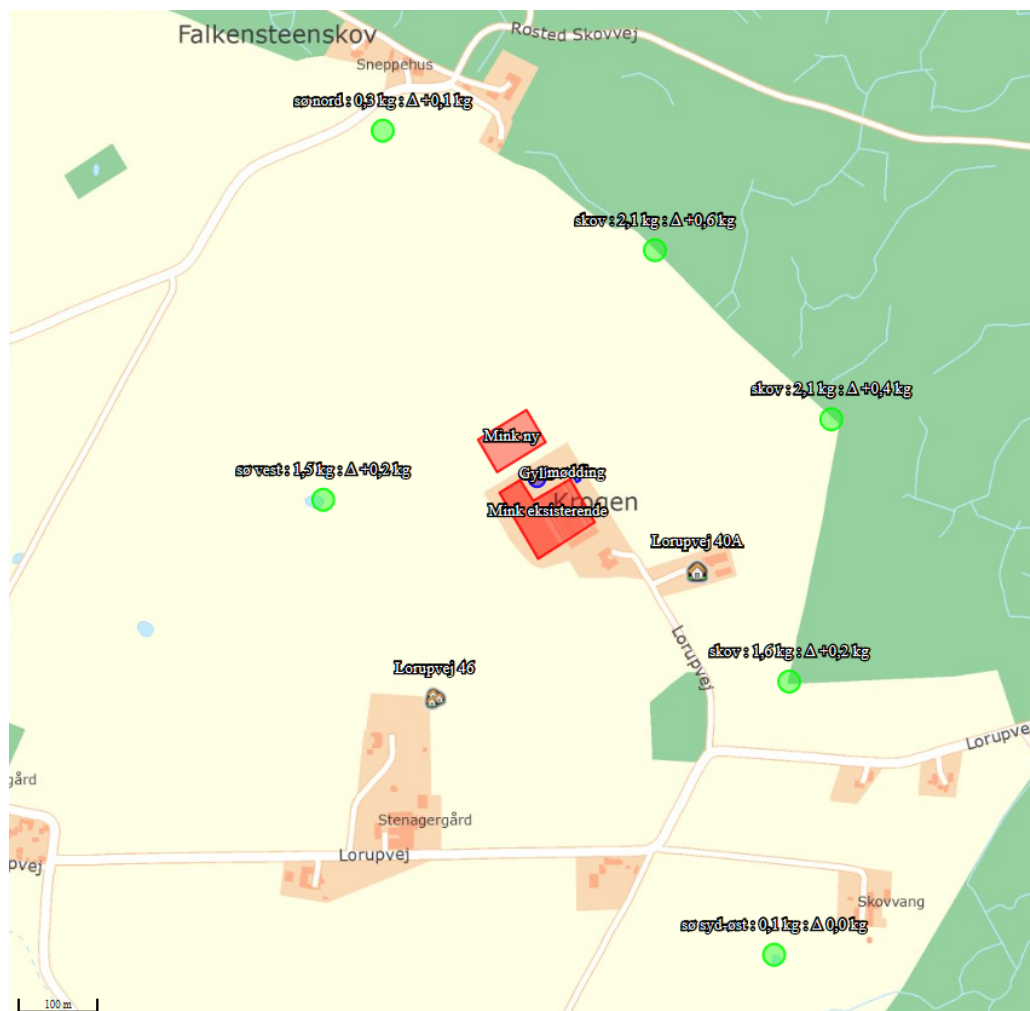 Falkensteenskov
Rosted Skovvej
Sneppehus
sø nord : 0,3 kg : Δ +0,1 kg
skov : 2,1 kg : Δ +0,6 kg
skov : 2,1 kg : Δ +0,4 kg
Mink ny
sø vest : 1,5 kg : Δ +0,2 kg
Krogen
Mink eksisterende
Lorupvej 40A
Lorupvej
skov : 1,6 kg : Δ +0,2 kg
Lorupvej 46
gård
Stenagergård
Lorupvej
Skovvang
sø syd-øst : 0,1 kg : Δ 0,0 kg
100 m